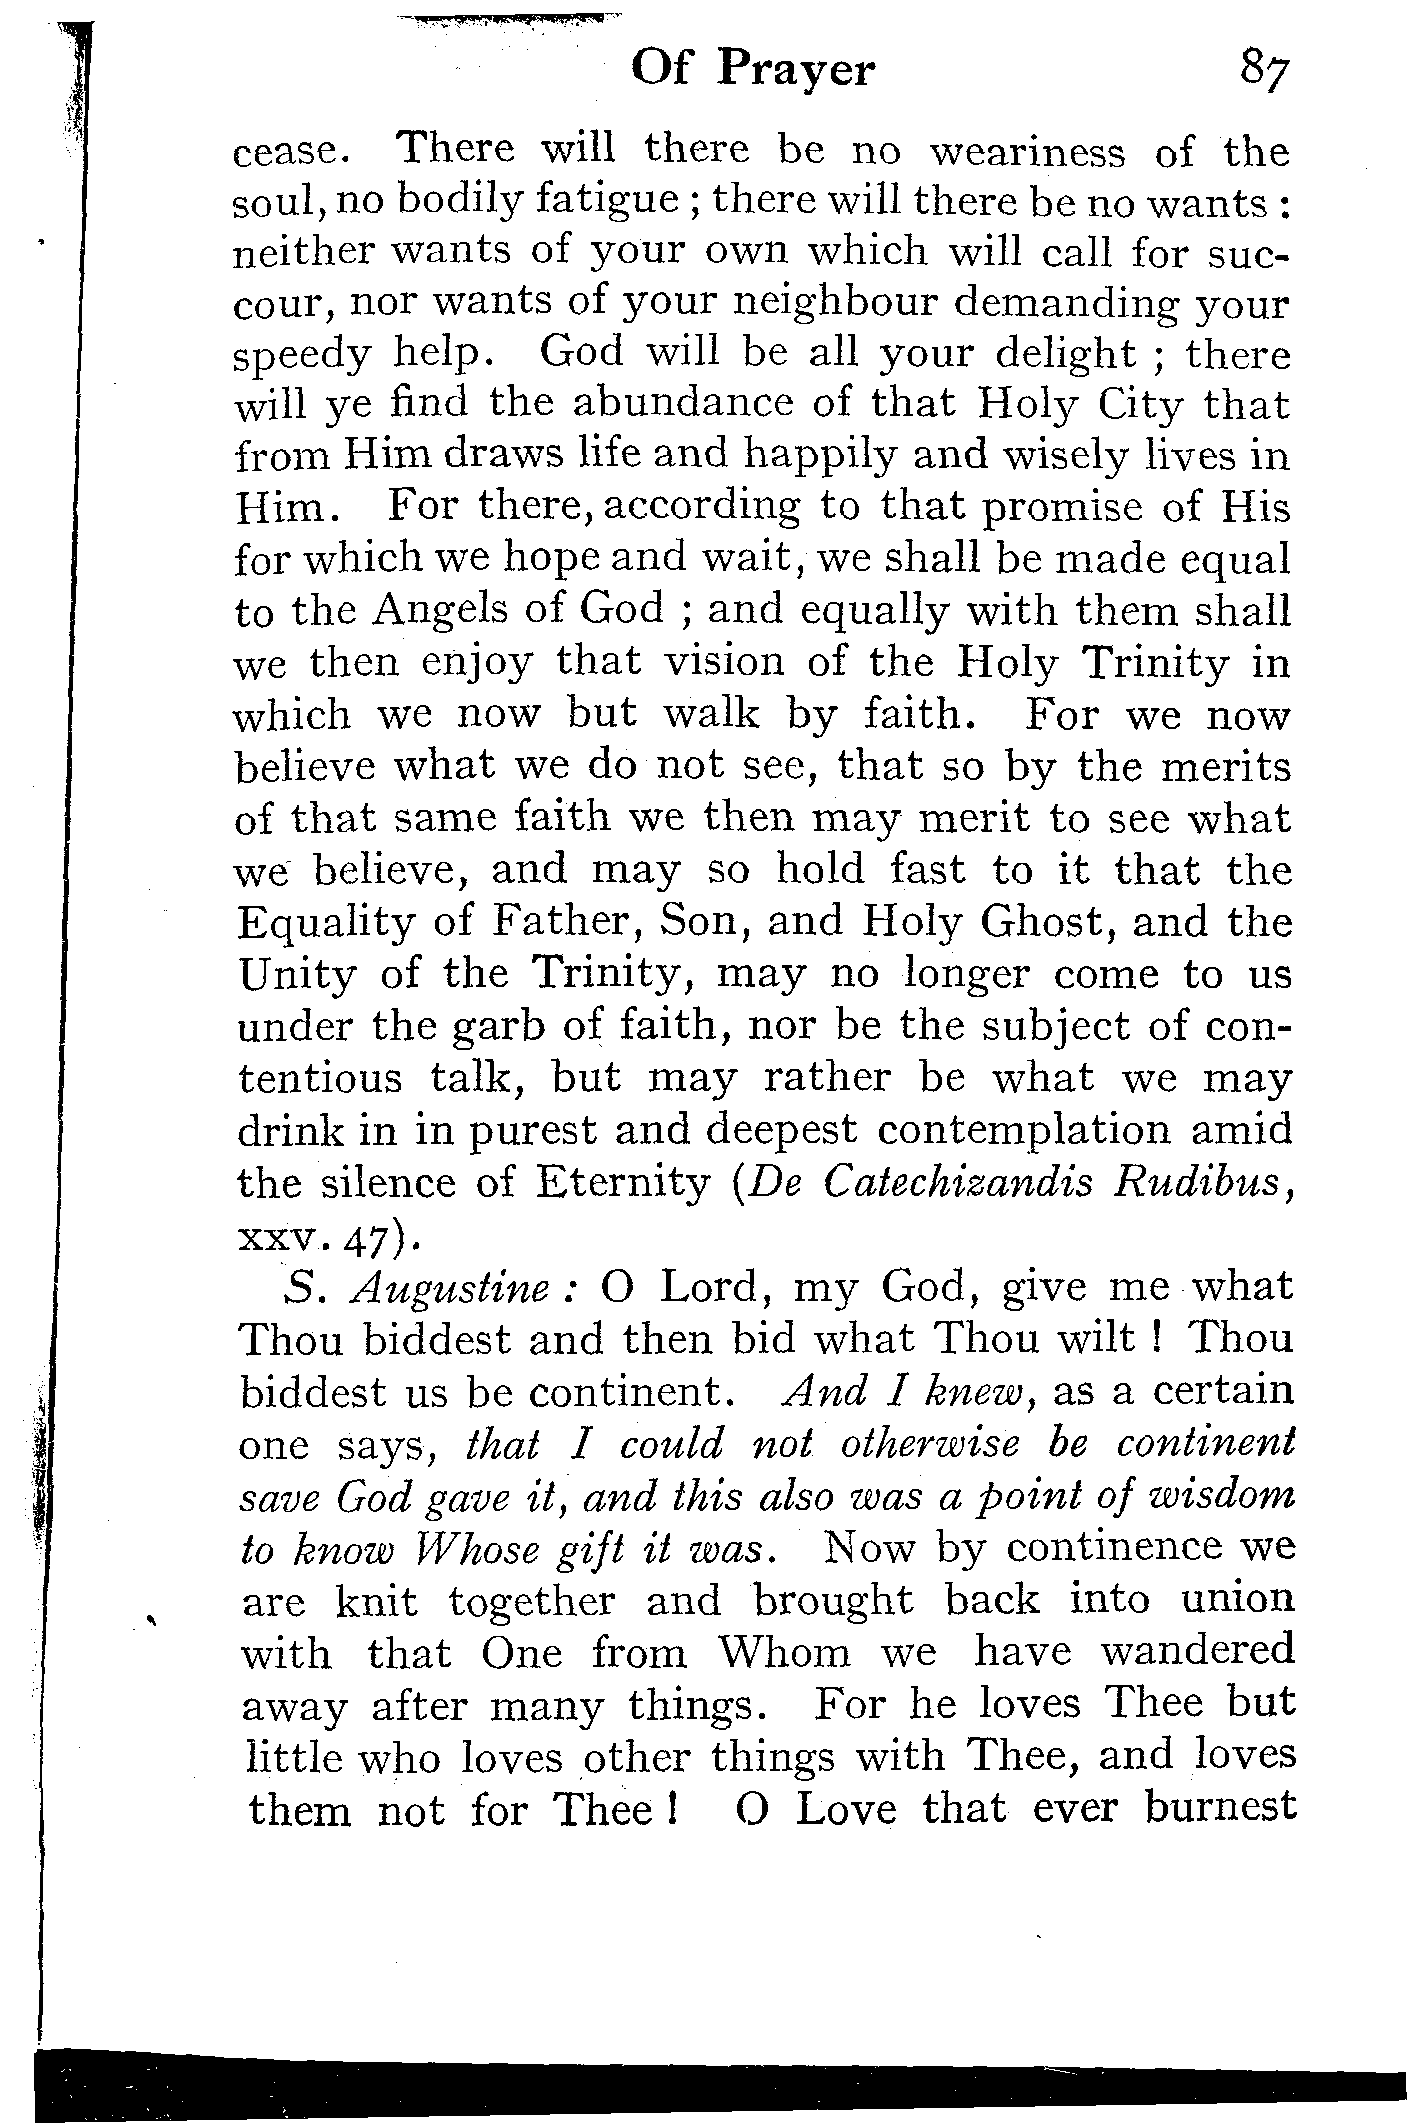 Of Prayer 87
cease. There will there be no weariness of the
soul, no bodily fatigue ; there will there be no wants :
neither wants of your own which will call for suc-
cour, nor wants of your neighbour demanding your
speedy help. God will be all your delight ; there
will ye find the abundance of that Holy City that
from Him draws life and happily and wisely lives in
Him. For there, according to that promise of His
for which we hope and wait, we shall be made equal
to the Angels of God ; and equally with them shall
we then enjoy that vision of the Holy Trinity in
which we now but walk by faith. For we now
believe what we do not see, that so by the merits
of that same faith we then may merit to see what
we believe, and may so hold fast to it that the
Equality of Father, Son, and Holy Ghost, and the
Unity of the Trinity, may no longer come to us
under the garb of faith, nor be the subject of con-
tentious talk, but may rather be what we may
drink in in purest and deepest contemplation amid
the silence of Eternity (De Catechizandis Rudibus,
xxv. 47).
S. Augustine : O Lord, my God, give me what
Thou biddest and then bid what Thou wilt ! Thou
biddest us be continent. And I knew, as a certain
one says, that I could not otherwise be continent
save God gave it, and this also was a point of wisdom
to know Whose gift it was. Now by continence we
are knit together and brought back into union
with that One from Whom we have wandered
away after many things. For he loves Thee but
little who loves other things with Thee, and loves
them not for Thee ! O Love that ever burnest